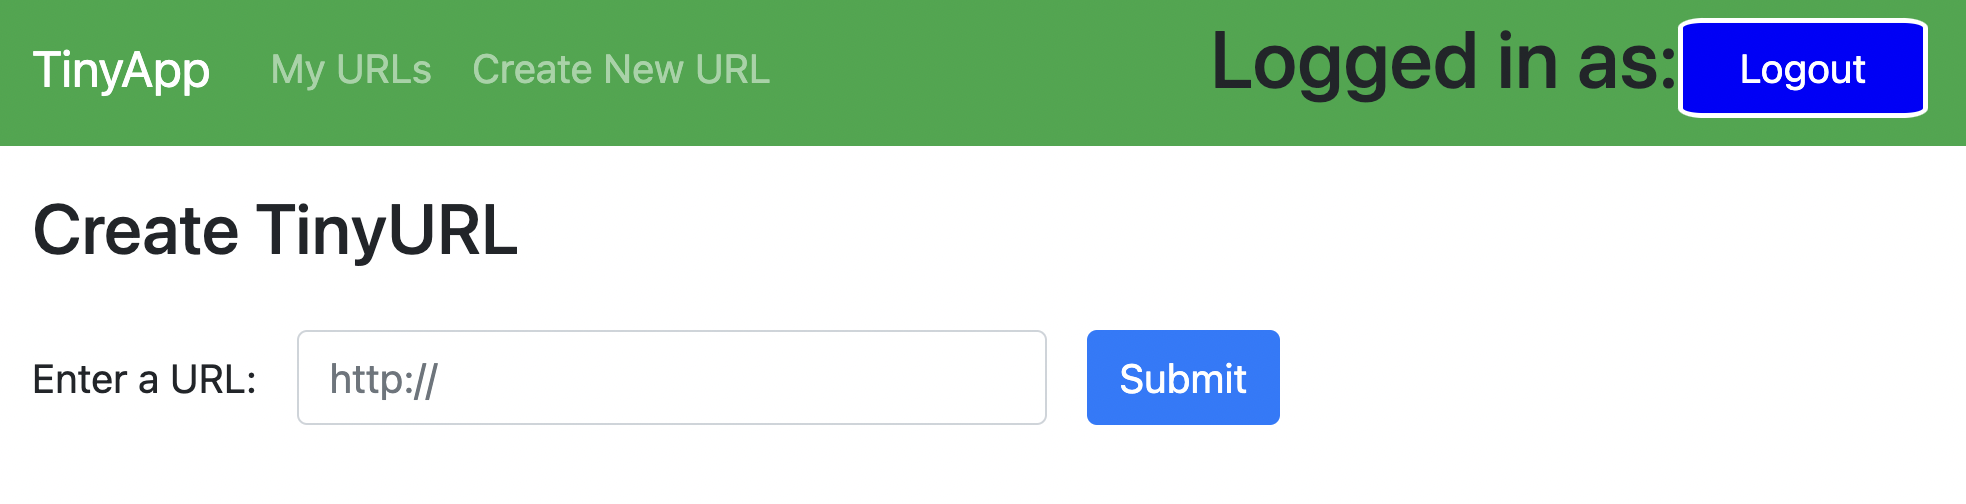 TinyApp My URLs Create New URL Logged in as: Logout
Create TinyURL
Enter a URL: http:// Submit